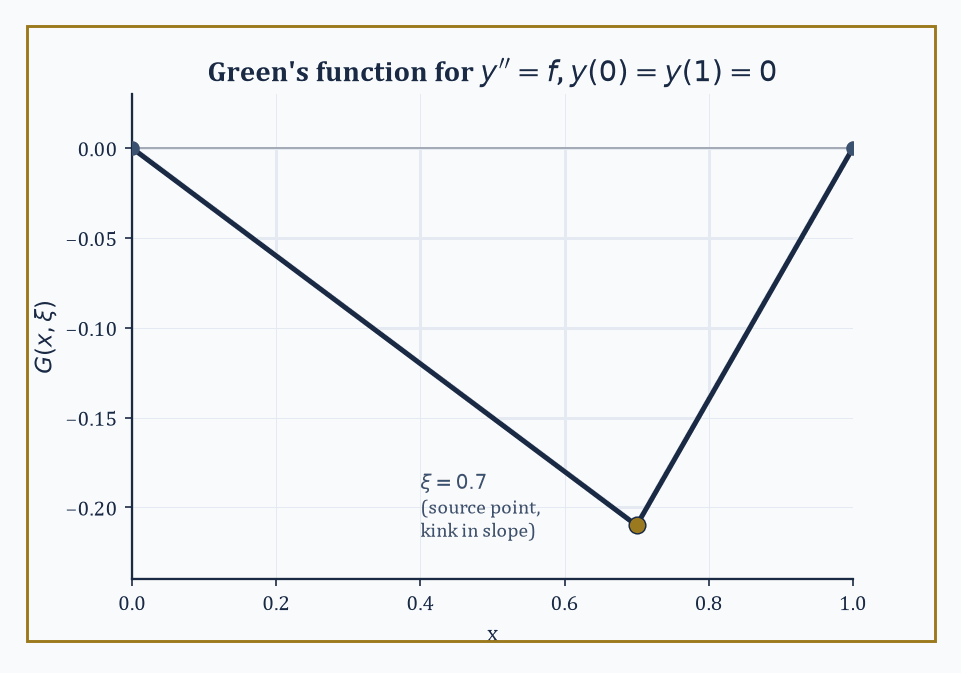 Green's function for y″ = f, y(0) = y(1) = 0
0.00
−0.05
−0.10
−0.15
−0.20
G(x, ξ)
ξ = 0.7
(source point,
kink in slope)
0.0 0.2 0.4 0.6 0.8 1.0
x